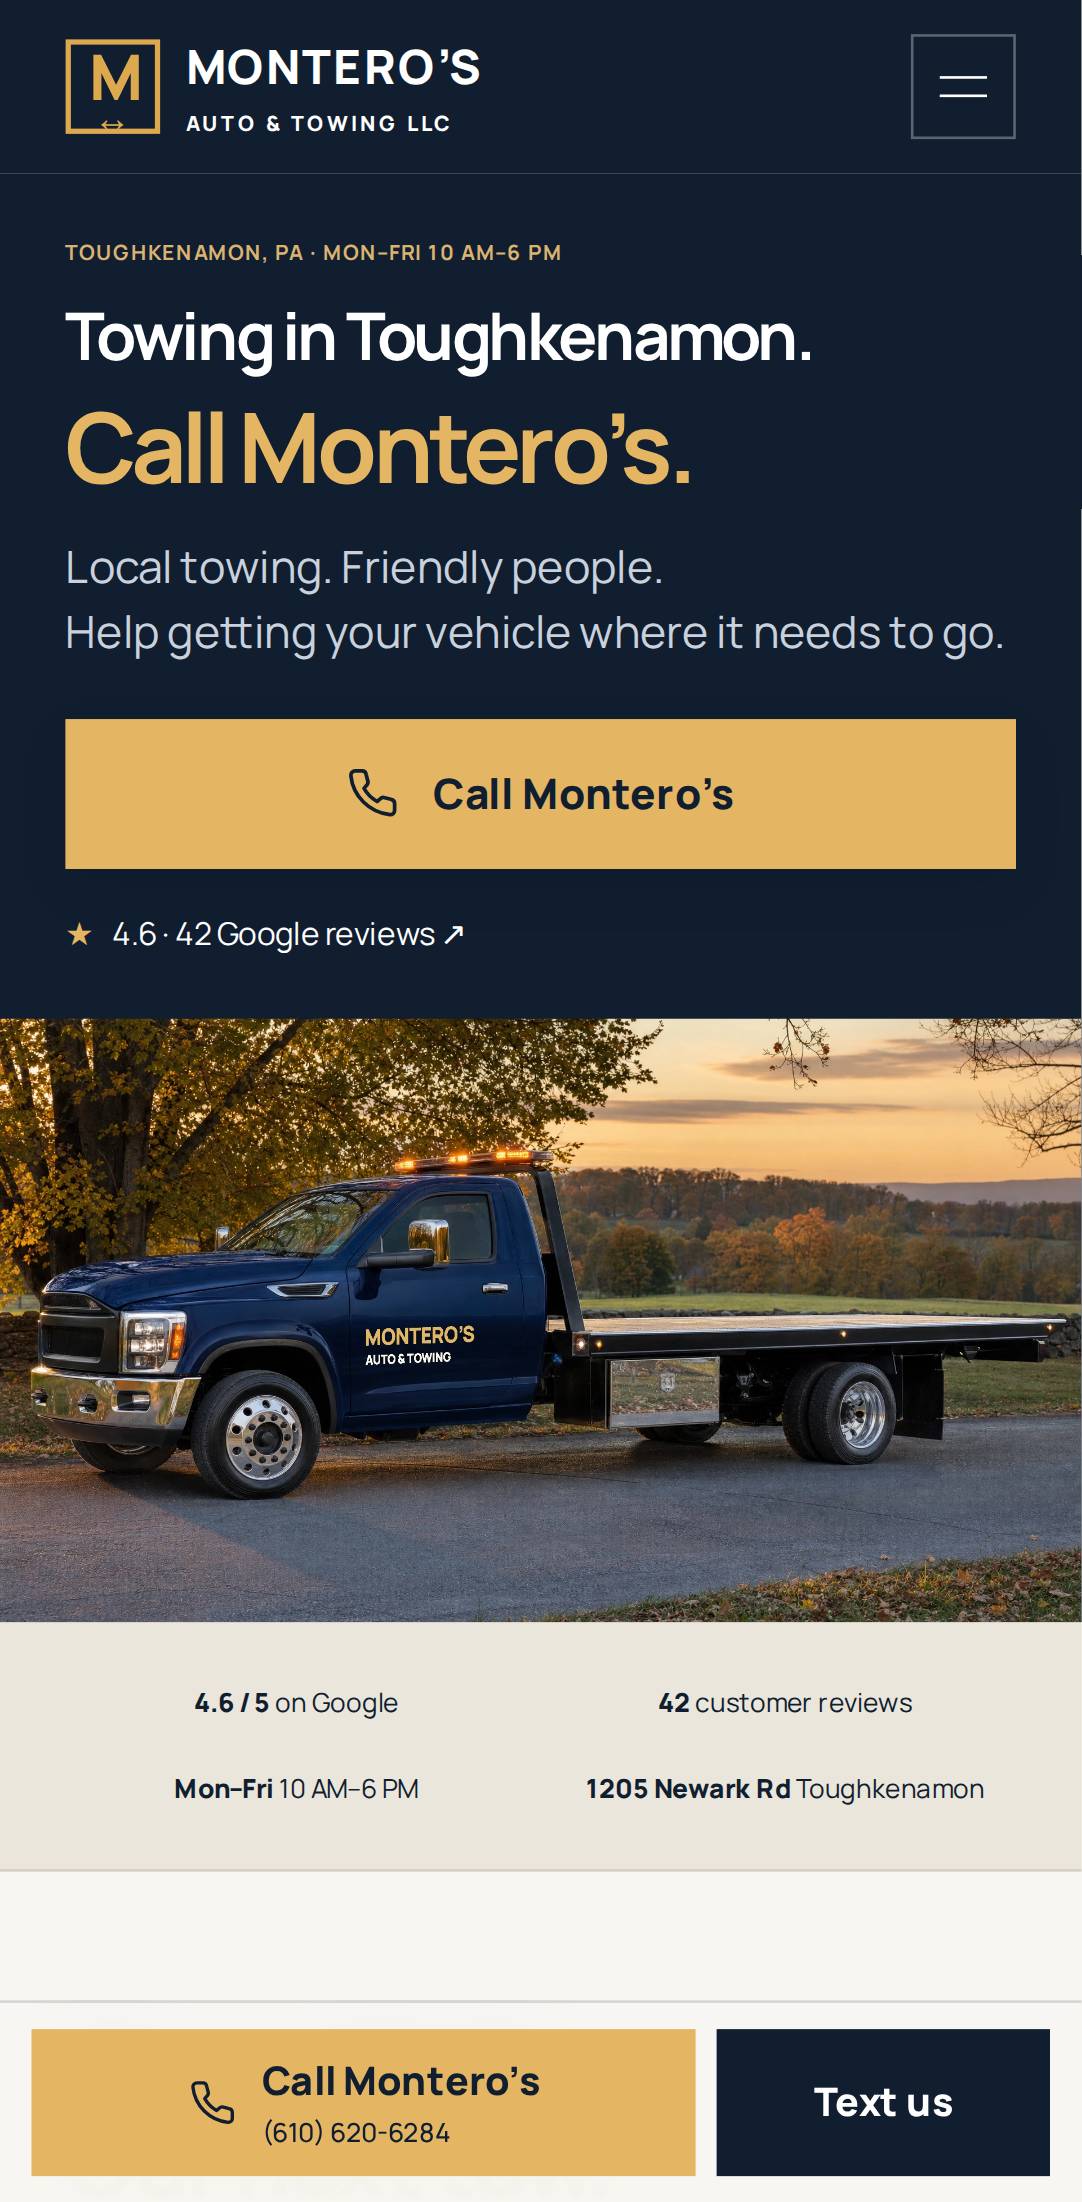 M
↔
MONTERO’S
AUTO & TOWING LLC
TOUGHKENAMON, PA · MON–FRI 10 AM–6 PM
Towing in Toughkenamon.
Call Montero’s.
Local towing. Friendly people.
Help getting your vehicle where it needs to go.
Call Montero’s
★ 4.6 · 42 Google reviews ↗
MONTERO’S
AUTO & TOWING
4.6 / 5 on Google
42 customer reviews
Mon–Fri 10 AM–6 PM
1205 Newark Rd Toughkenamon
Call Montero’s
(610) 620-6284
Text us